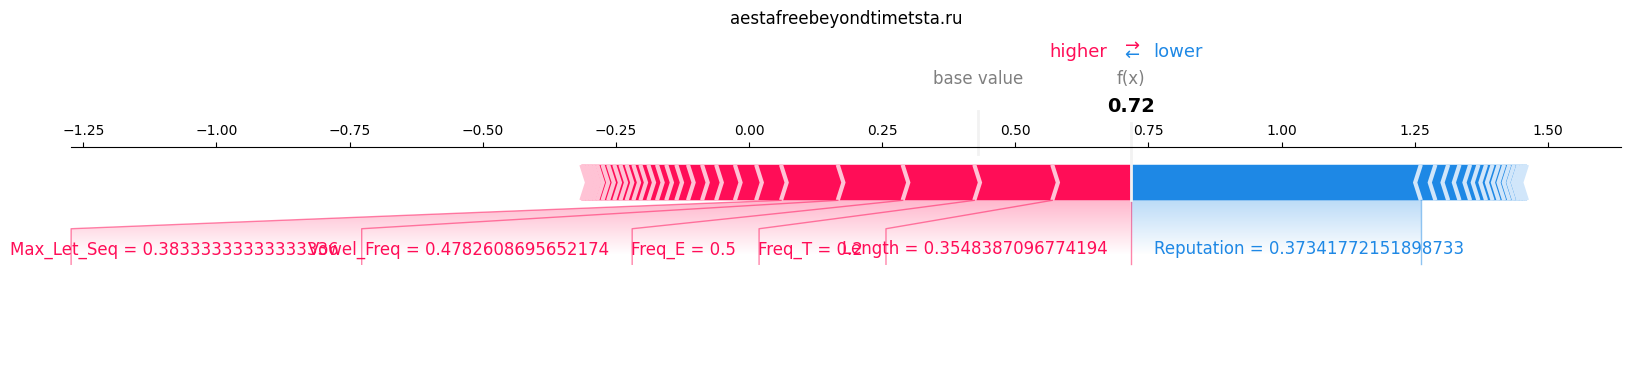 aestafreebeyondtimetsta.ru
higher → ← lower
base value f(x)
0.72
−1.25 −1.00 −0.75 −0.50 −0.25 0.00 0.25 0.50 0.75 1.00 1.25 1.50
Max_Let_Seq = 0.38333333333333336 Vowel_Freq = 0.4782608695652174 Freq_E = 0.5 Freq_T = 0.2 Length = 0.3548387096774194 Reputation = 0.37341772151898733